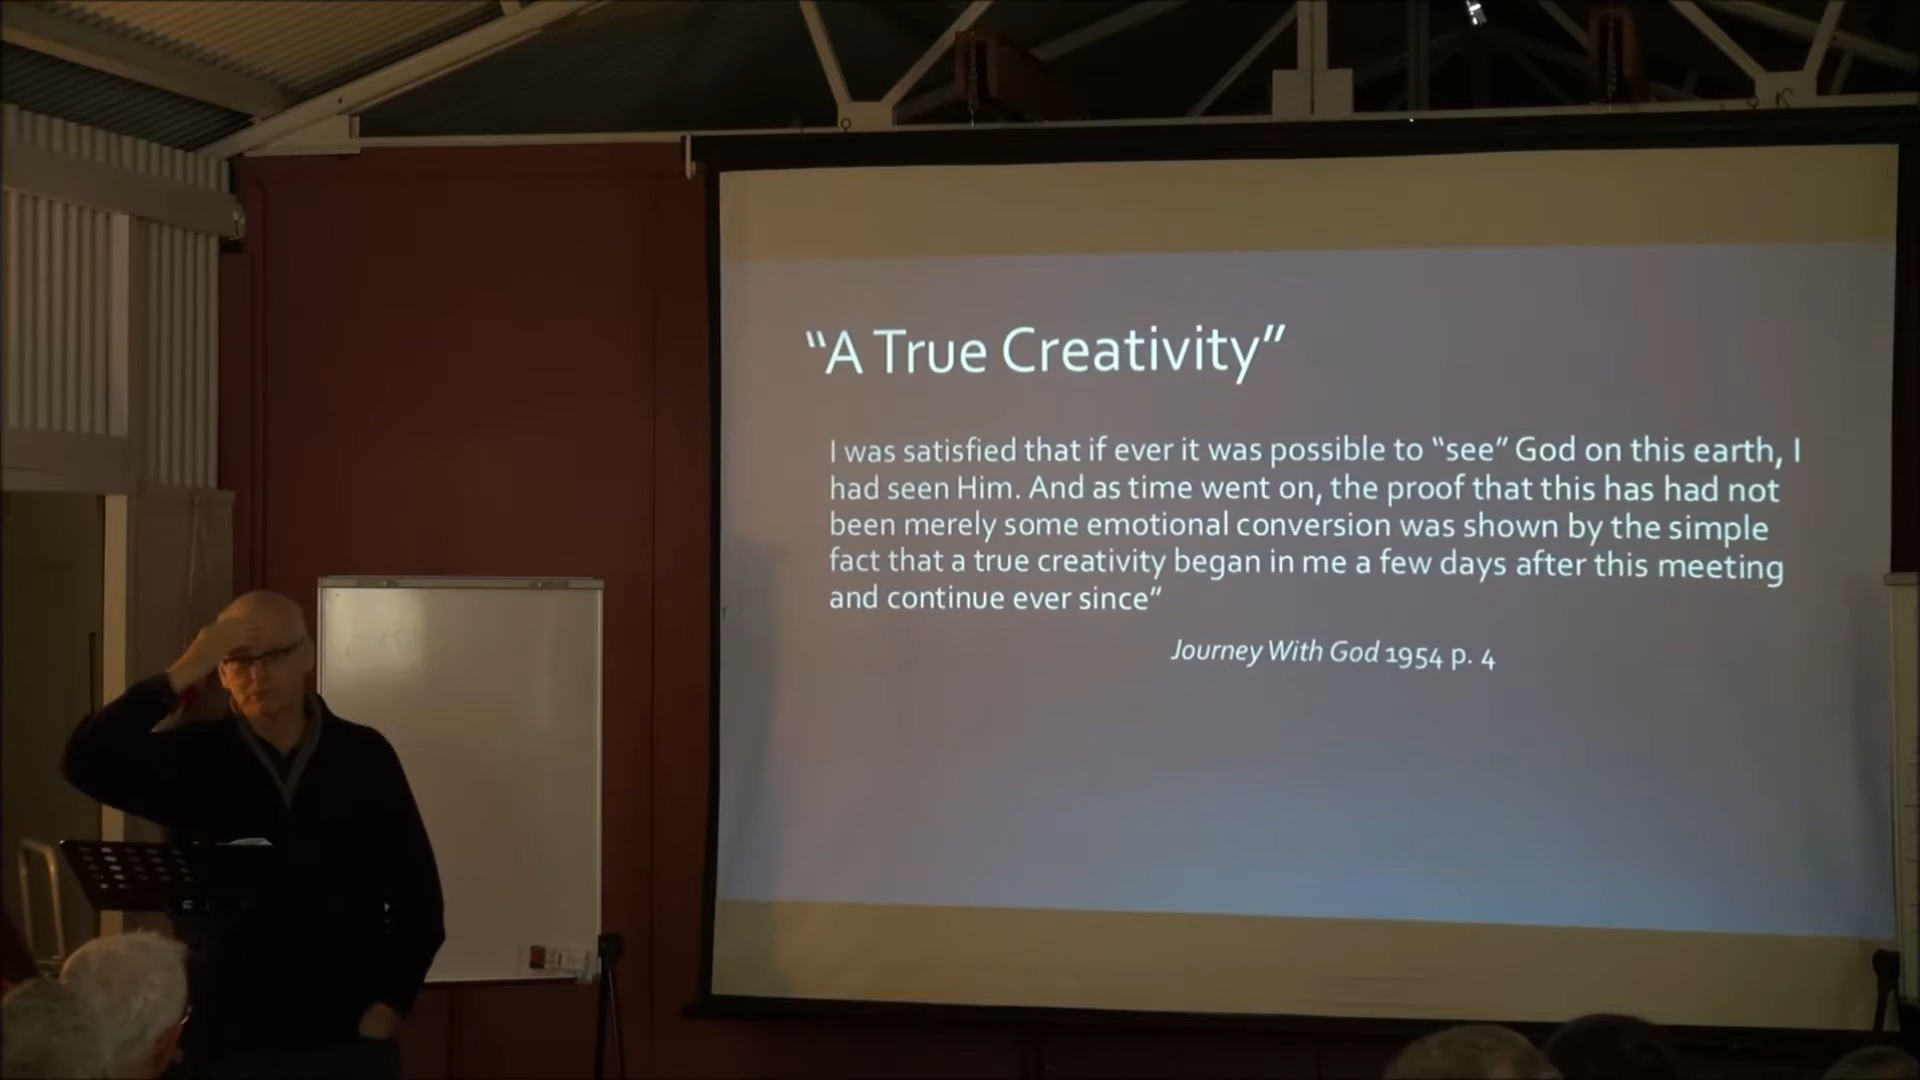 “A True Creativity”
I was satisfied that if ever it was possible to “see” God on this earth, I
had seen Him. And as time went on, the proof that this has had not
been merely some emotional conversion was shown by the simple
fact that a true creativity began in me a few days after this meeting
and continue ever since”
Journey With God 1954 p. 4